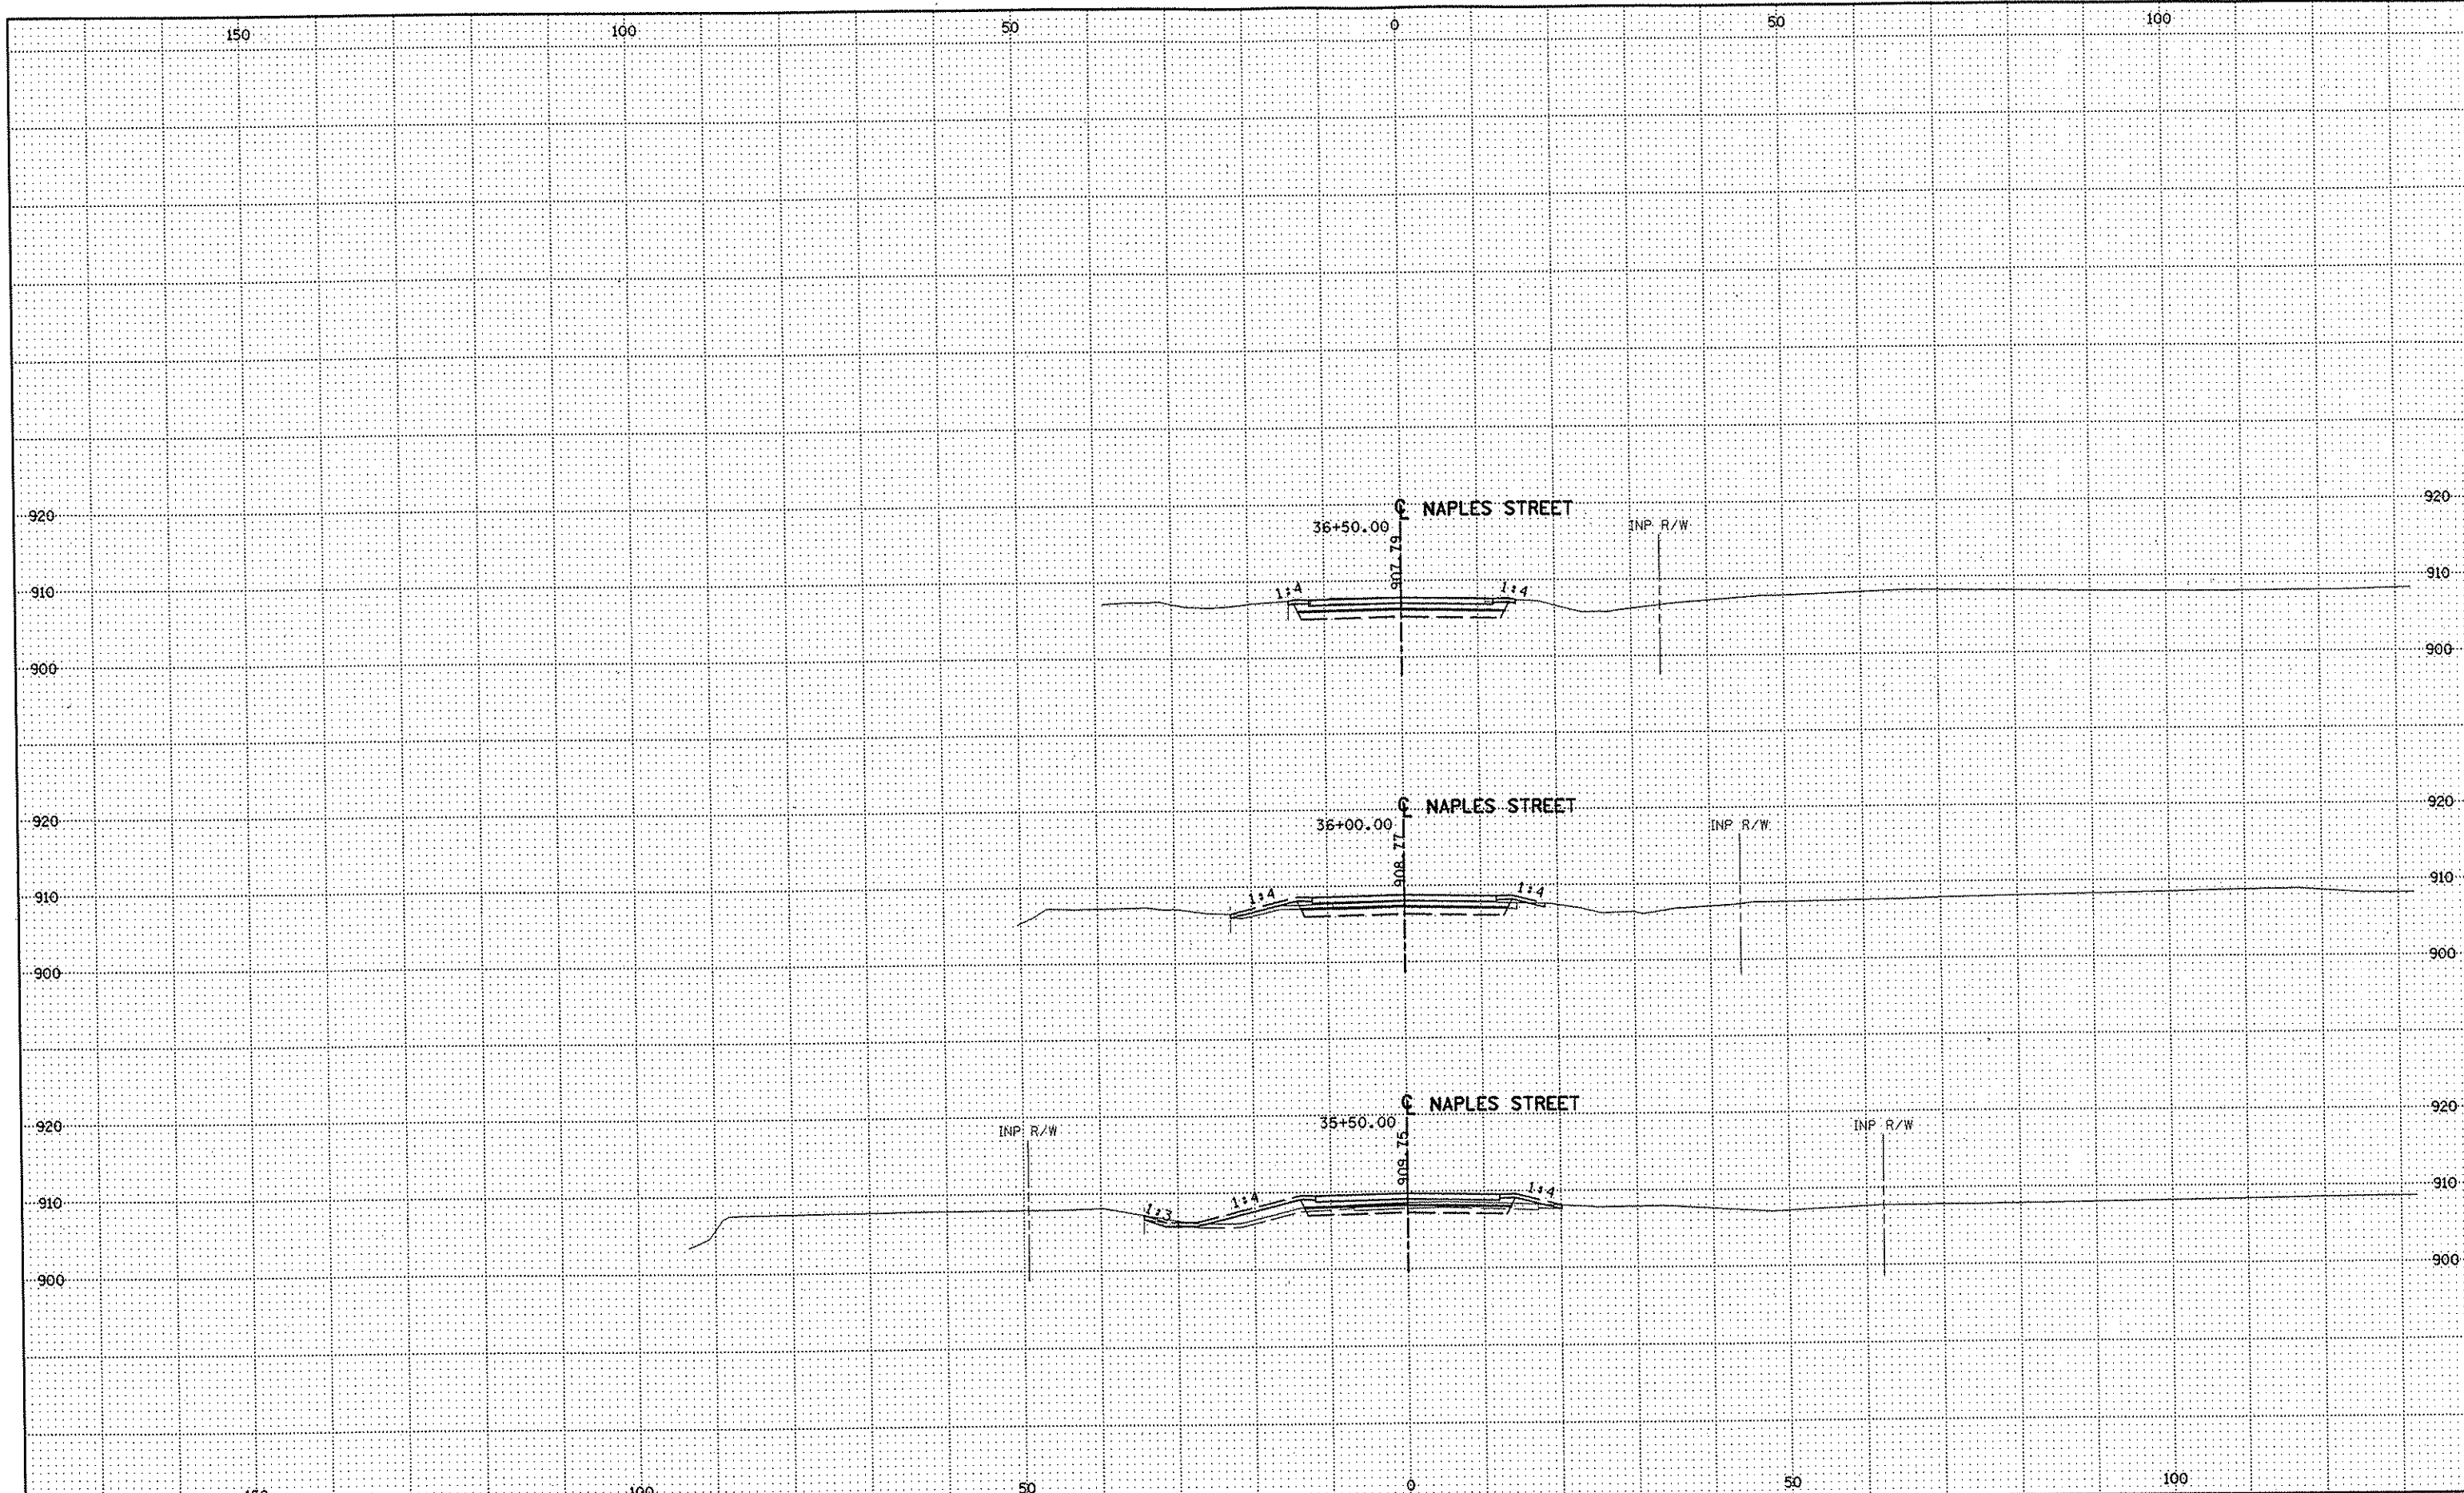 150 100 50 0 50 100
℄ NAPLES STREET
920 920
36+50.00 INP R/W
907.79
910 1:4 1:4 910
900 900
℄ NAPLES STREET
920 920
36+00.00 INP R/W
908.77
910 1:4 1:4 910
900 900
℄ NAPLES STREET
920 920
INP R/W 35+50.00 INP R/W
909.75
910 1:3 1:4 1:4 910
900 900
150 100 50 0 50 100